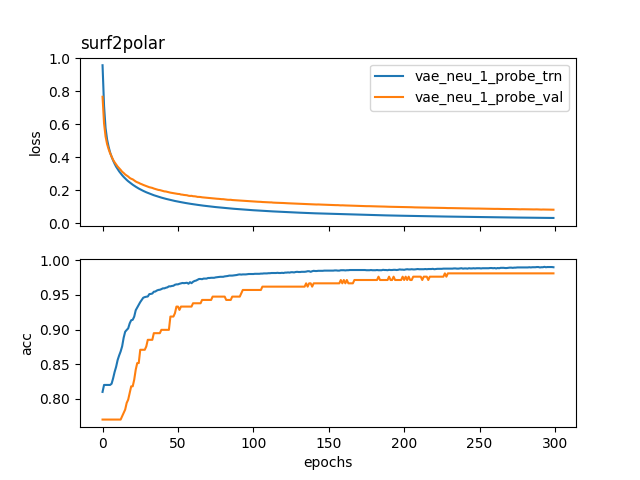 surf2polar
1.0
0.8
0.6
0.4
0.2
0.0
loss
vae_neu_1_probe_trn
vae_neu_1_probe_val
1.00
0.95
0.90
0.85
0.80
acc
0 50 100 150 200 250 300
epochs